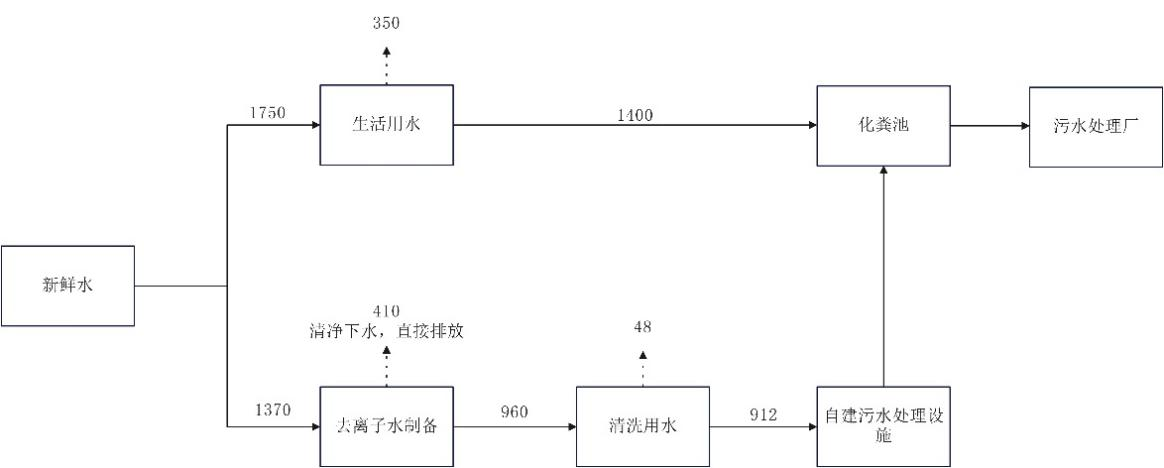 350
1750
生活用水
1400
化粪池
污水处理厂
新鲜水
410
清净下水，直接排放
48
1370
去离子水制备
960
清洗用水
912
自建污水处理设
施